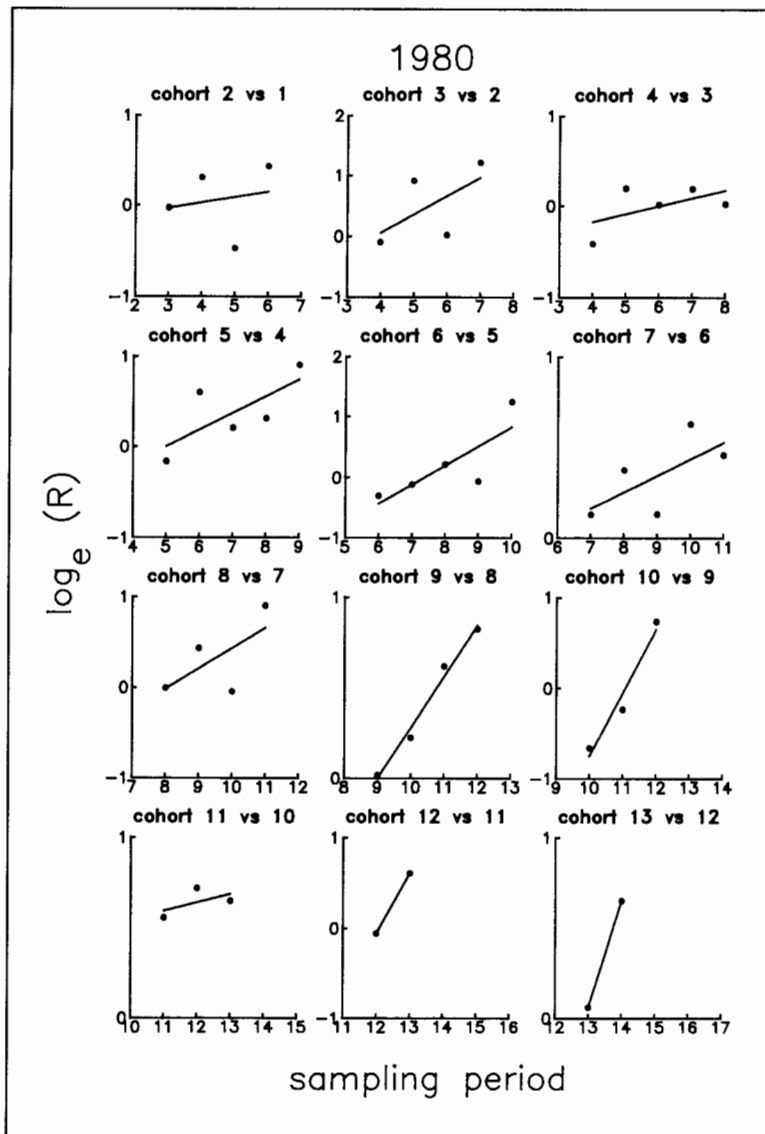 1980
cohort 2 vs 1 cohort 3 vs 2 cohort 4 vs 3
1 2 1
0 1 0
0
-1 -1 -1
2 3 4 5 6 7 3 4 5 6 7 8 3 4 5 6 7 8
cohort 5 vs 4 cohort 6 vs 5 cohort 7 vs 6
1 2 1
0 1
0
-1 -1 0
4 5 6 7 8 9 5 6 7 8 9 10 6 7 8 9 10 11
loge (R)
cohort 8 vs 7 cohort 9 vs 8 cohort 10 vs 9
1 1 1
0 0
-1 0 -1
7 8 9 10 11 12 8 9 10 11 12 13 9 10 11 12 13 14
cohort 11 vs 10 cohort 12 vs 11 cohort 13 vs 12
1 1 1
0
0 -1 0
10 11 12 13 14 15 11 12 13 14 15 16 12 13 14 15 16 17
sampling period